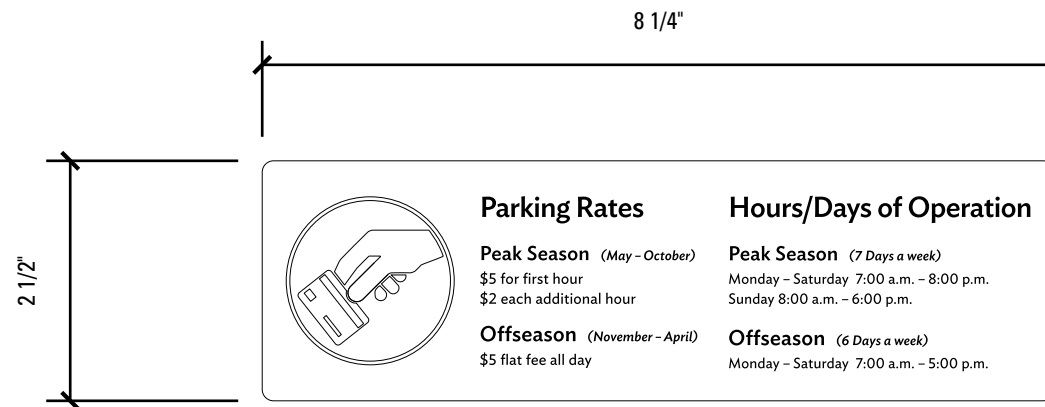 8 1/4"
2 1/2"
Parking Rates
Peak Season (May – October)
$5 for first hour
$2 each additional hour
Offseason (November – April)
$5 flat fee all day
Hours/Days of Operation
Peak Season (7 Days a week)
Monday – Saturday 7:00 a.m. – 8:00 p.m.
Sunday 8:00 a.m. – 6:00 p.m.
Offseason (6 Days a week)
Monday – Saturday 7:00 a.m. – 5:00 p.m.